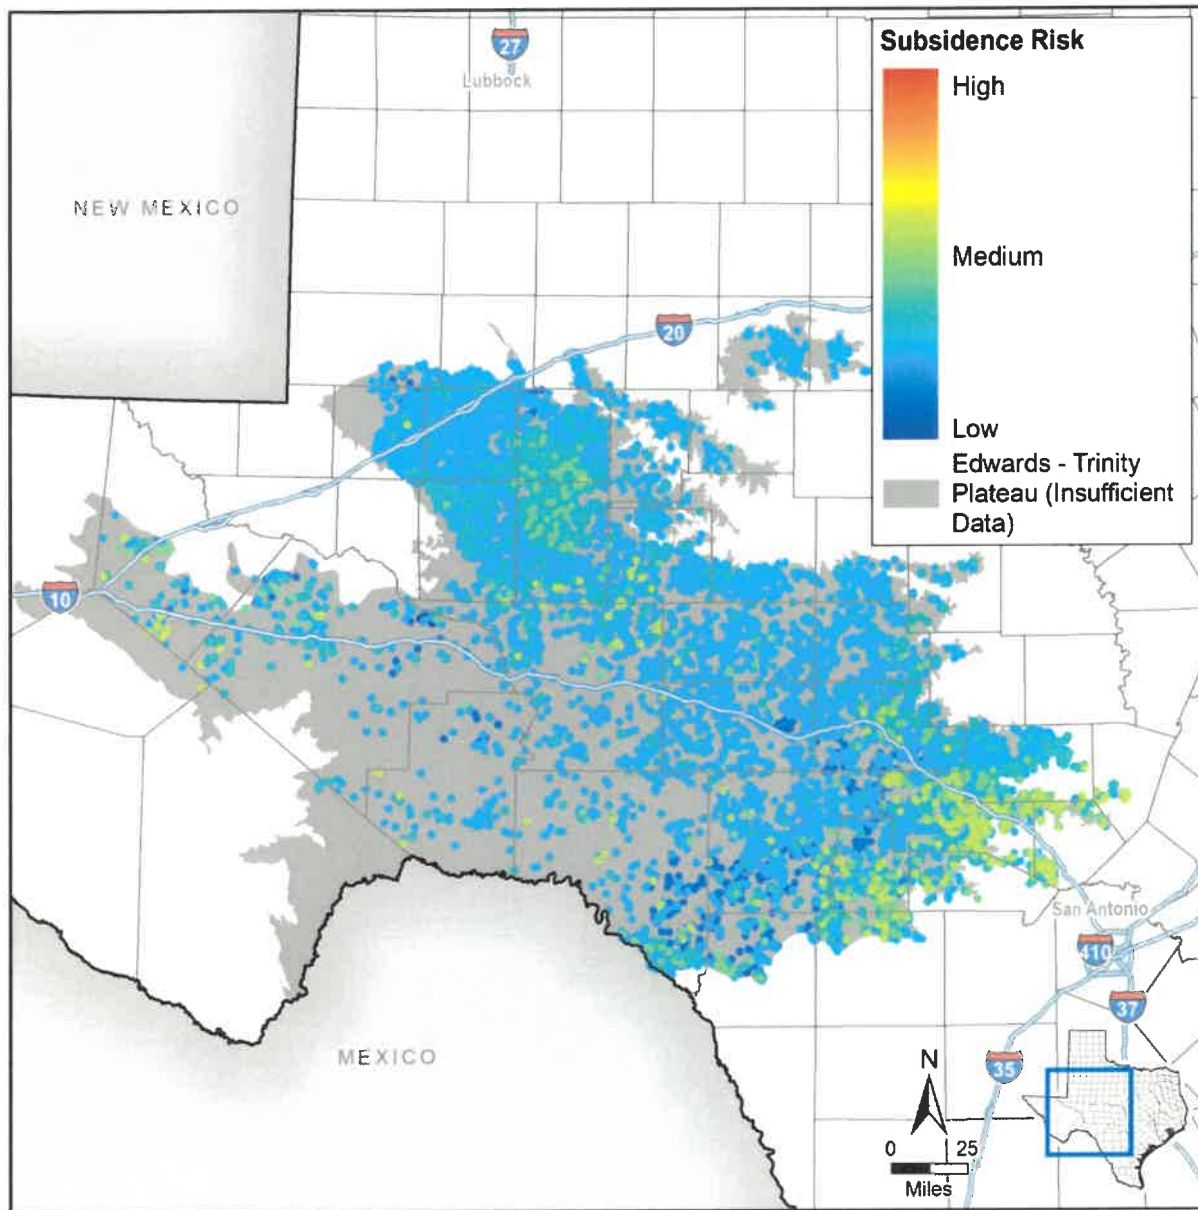 27
Lubbock
Subsidence Risk
High
Medium
Low
Edwards - Trinity
Plateau (Insufficient
Data)
NEW MEXICO
20
10
San Antonio
410
37
35
MEXICO
N
0 25
Miles